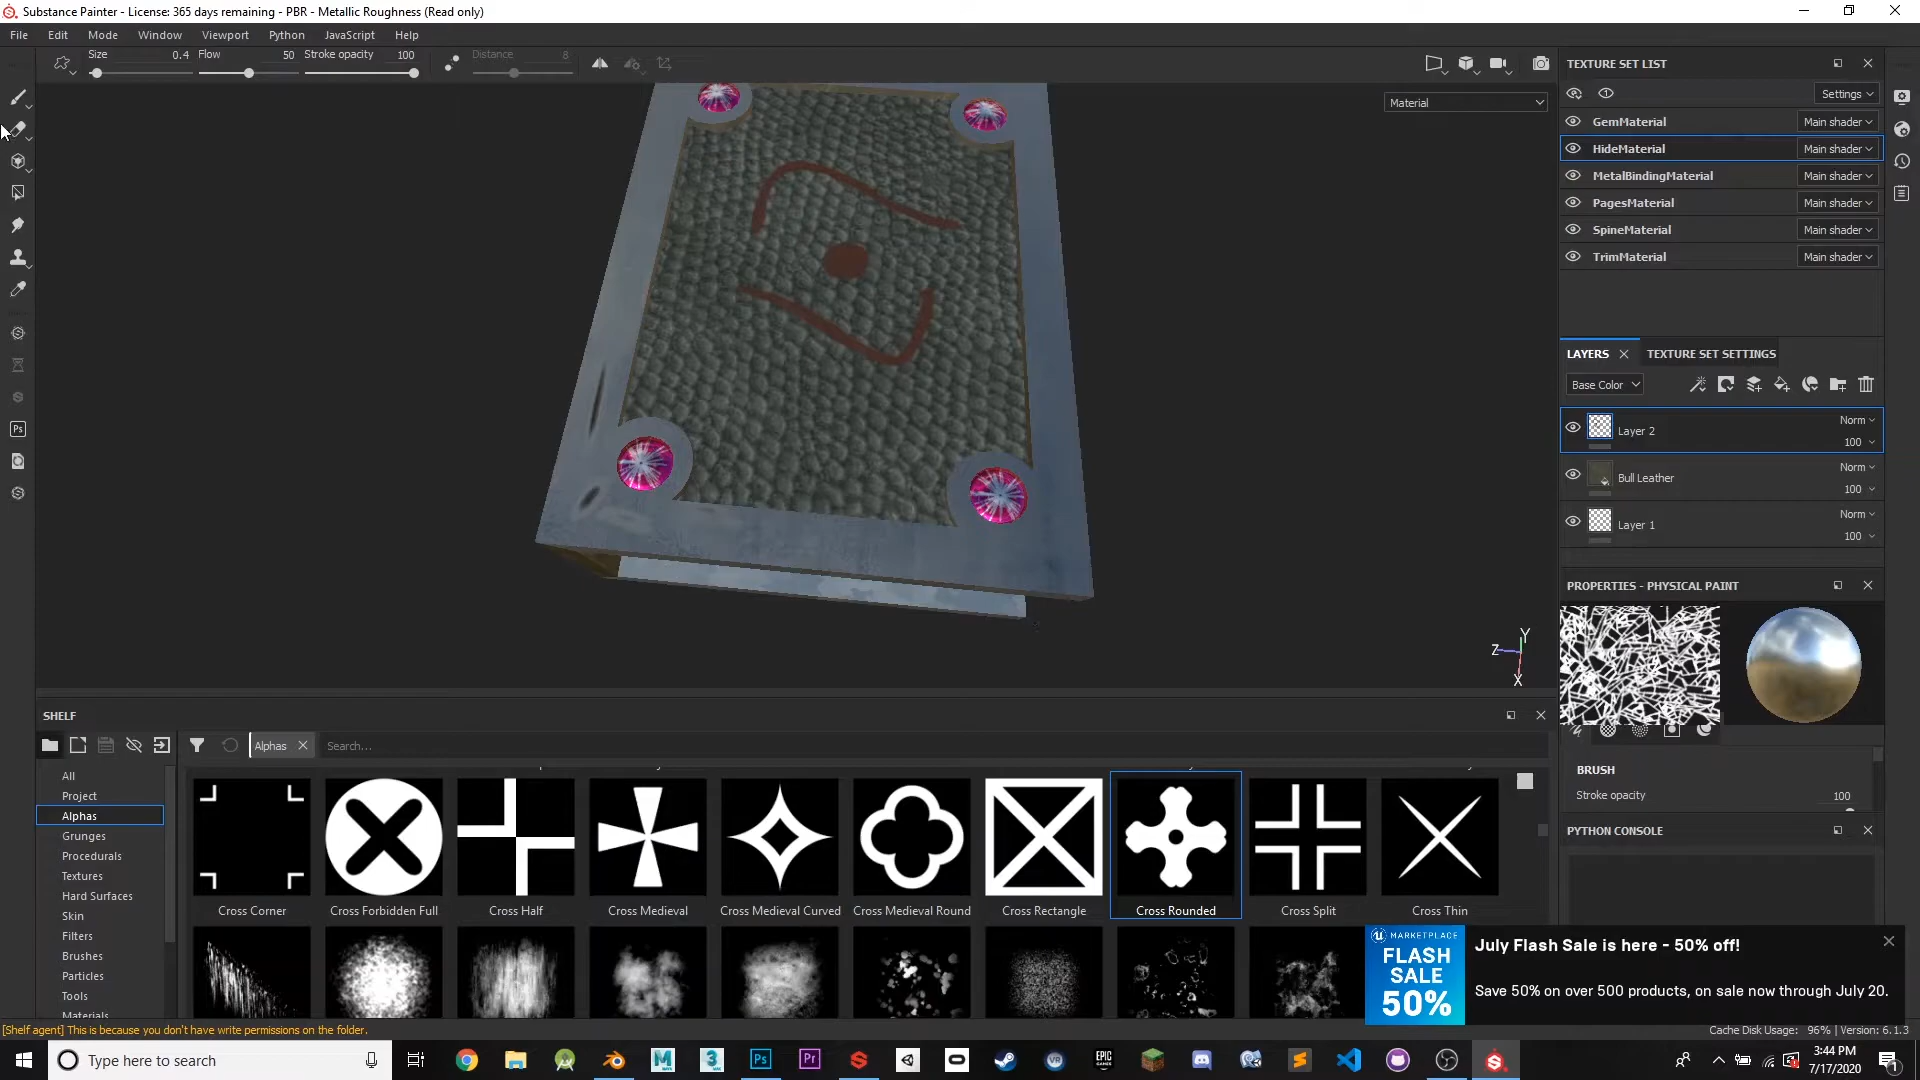 Substance Painter - License: 365 days remaining - PBR - Metallic Roughness (Read only)
File Edit Mode Window Viewport Python JavaScript Help
Size 0.4 Flow 50 Stroke opacity 100 Distance 8
Material
TEXTURE SET LIST
Settings
GemMaterial Main shader
HideMaterial Main shader
MetalBindingMaterial Main shader
PagesMaterial Main shader
SpineMaterial Main shader
TrimMaterial Main shader
LAYERS TEXTURE SET SETTINGS
Base Color
Layer 2 Norm
100
Bull Leather Norm
100
Layer 1 Norm
100
PROPERTIES - PHYSICAL PAINT
BRUSH
Stroke opacity 100
PYTHON CONSOLE
Y
Z
X
Ps
SHELF
Alphas Search...
All
Project
Alphas
Grunges
Procedurals
Textures
Hard Surfaces
Skin
Filters
Brushes
Particles
Tools
Materials
Cross Corner Cross Forbidden Full Cross Half Cross Medieval Cross Medieval Curved Cross Medieval Round Cross Rectangle Cross Rounded Cross Split Cross Thin
MARKETPLACE
FLASH
SALE
50%
July Flash Sale is here - 50% off!
Save 50% on over 500 products, on sale now through July 20.
[Shelf agent] This is because you don't have write permissions on the folder.
Cache Disk Usage: 96% | Version: 6.1.3
Type here to search
Ps Pr EPIC GAMES
3:44 PM
7/17/2020